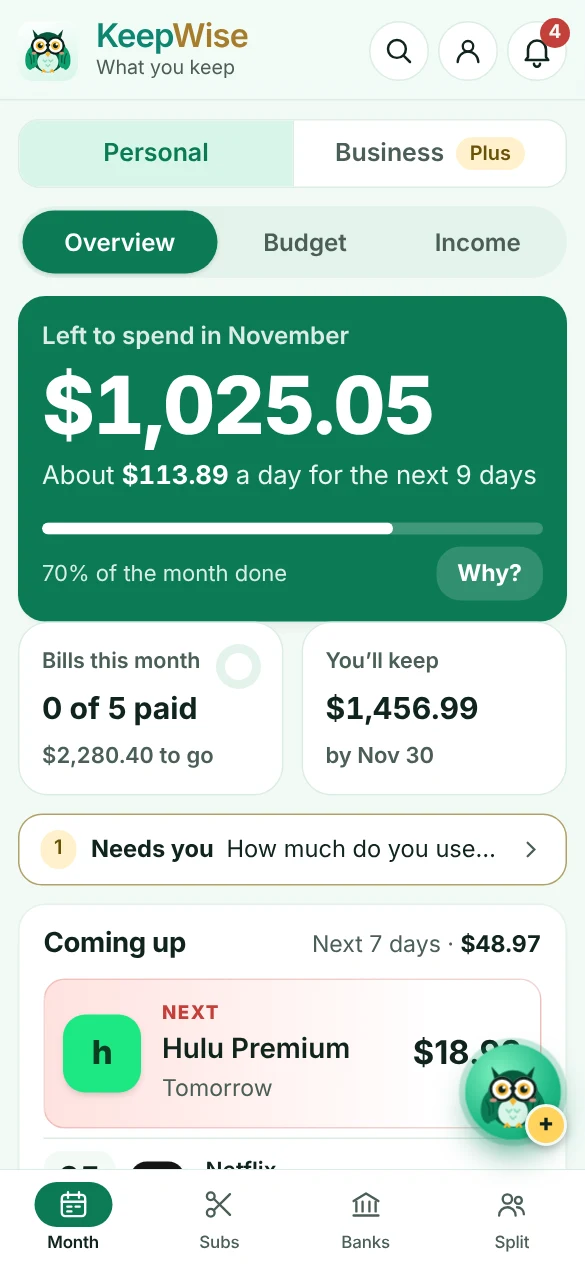 KeepWise
What you keep
4
Personal
Business Plus
Overview
Budget
Income
Left to spend in November
$1,025.05
About $113.89 a day for the next 9 days
70% of the month done
Why?
Bills this month
0 of 5 paid
$2,280.40 to go
You’ll keep
$1,456.99
by Nov 30
1 Needs you How much do you use...
Coming up
Next 7 days · $48.97
NEXT
h
Hulu Premium
Tomorrow
Netflix
+
Month
Subs
Banks
Split